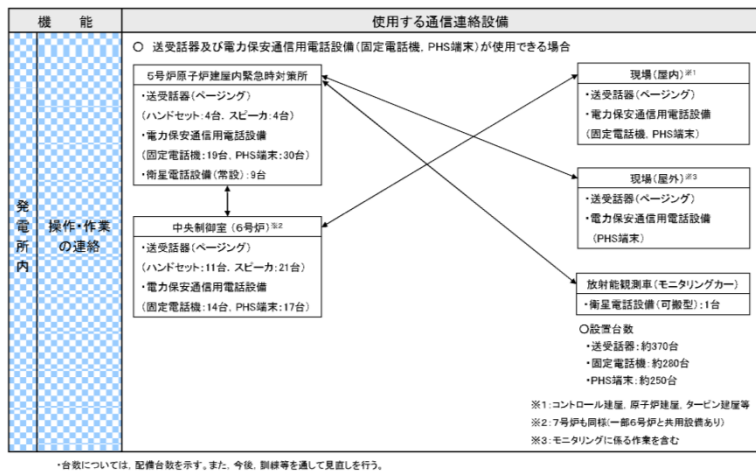 機　能
使用する通信連絡設備
発電所内
操作・作業
の連絡
○ 送受話器及び電力保安通信用電話設備(固定電話機, PHS端末)が使用できる場合
5号炉原子炉建屋内緊急時対策所
・送受話器(ページング)
(ハンドセット:4台, スピーカ:4台)
・電力保安通信用電話設備
(固定電話機:19台, PHS端末:30台)
・衛星電話設備(常設):9台
中央制御室 (6号炉)※2
・送受話器(ページング)
(ハンドセット:11台, スピーカ:21台)
・電力保安通信用電話設備
(固定電話機:14台, PHS端末:17台)
現場(屋内)※1
・送受話器(ページング)
・電力保安通信用電話設備
(固定電話機, PHS端末)
現場(屋外)※3
・送受話器(ページング)
・電力保安通信用電話設備
(PHS端末)
放射能観測車(モニタリングカー)
・衛星電話設備(可搬型):1台
○設置台数
・送受話器:約370台
・固定電話機:約280台
・PHS端末:約250台
※1:コントロール建屋, 原子炉建屋, タービン建屋等
※2:7号炉も同様(一部6号炉と共用設備あり)
※3:モニタリングに係る作業を含む
・台数については, 配備台数を示す。また, 今後, 訓練等を通して見直しを行う。